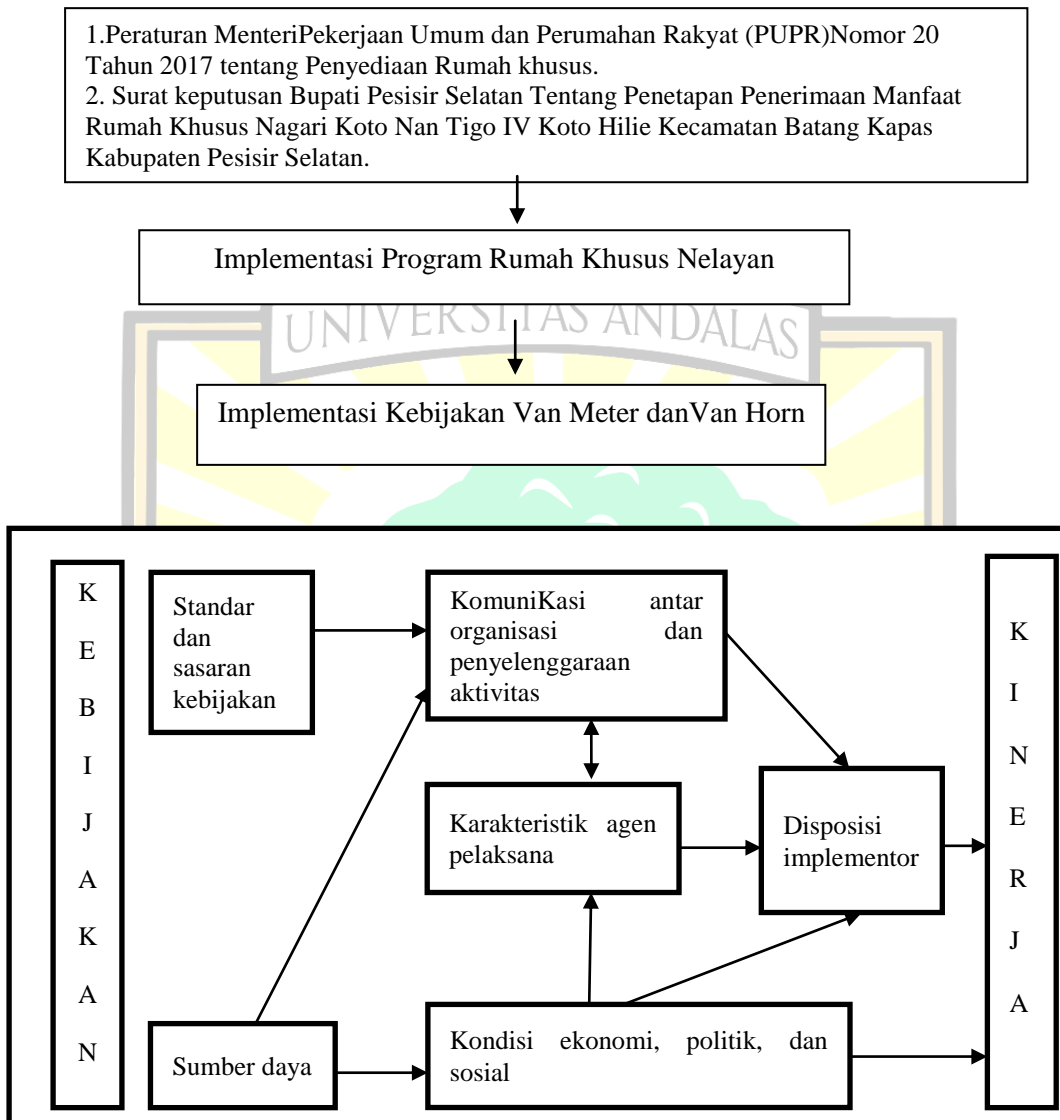 1.Peraturan MenteriPekerjaan Umum dan Perumahan Rakyat (PUPR)Nomor 20
Tahun 2017 tentang Penyediaan Rumah khusus.
2. Surat keputusan Bupati Pesisir Selatan Tentang Penetapan Penerimaan Manfaat
Rumah Khusus Nagari Koto Nan Tigo IV Koto Hilie Kecamatan Batang Kapas
Kabupaten Pesisir Selatan.
Implementasi Program Rumah Khusus Nelayan
UNIVERSITAS ANDALAS
Implementasi Kebijakan Van Meter danVan Horn
K
E
B
I
J
A
K
A
N
Standar
dan
sasaran
kebijakan
KomuniKasi antar
organisasi dan
penyelenggaraan
aktivitas
Karakteristik agen
pelaksana
Disposisi
implementor
Sumber daya
Kondisi ekonomi, politik, dan
sosial
K
I
N
E
R
J
A